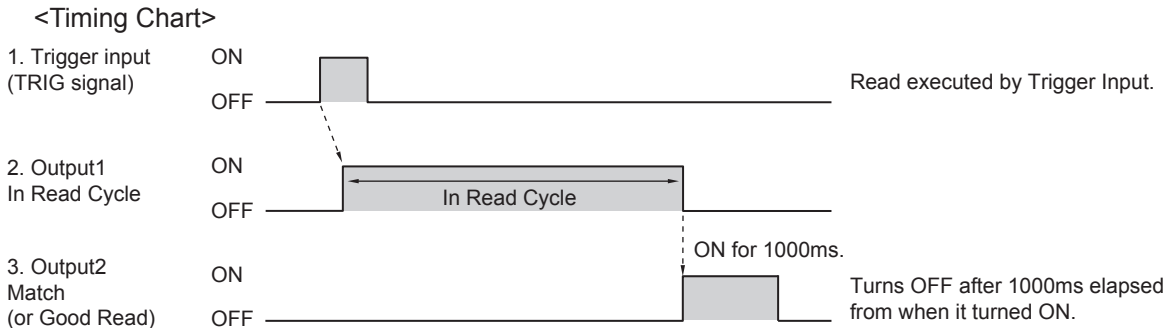 <Timing Chart>
1. Trigger input
(TRIG signal)
ON
OFF
Read executed by Trigger Input.
2. Output1
In Read Cycle
ON
OFF
In Read Cycle
3. Output2
Match
(or Good Read)
ON
OFF
ON for 1000ms.
Turns OFF after 1000ms elapsed
from when it turned ON.